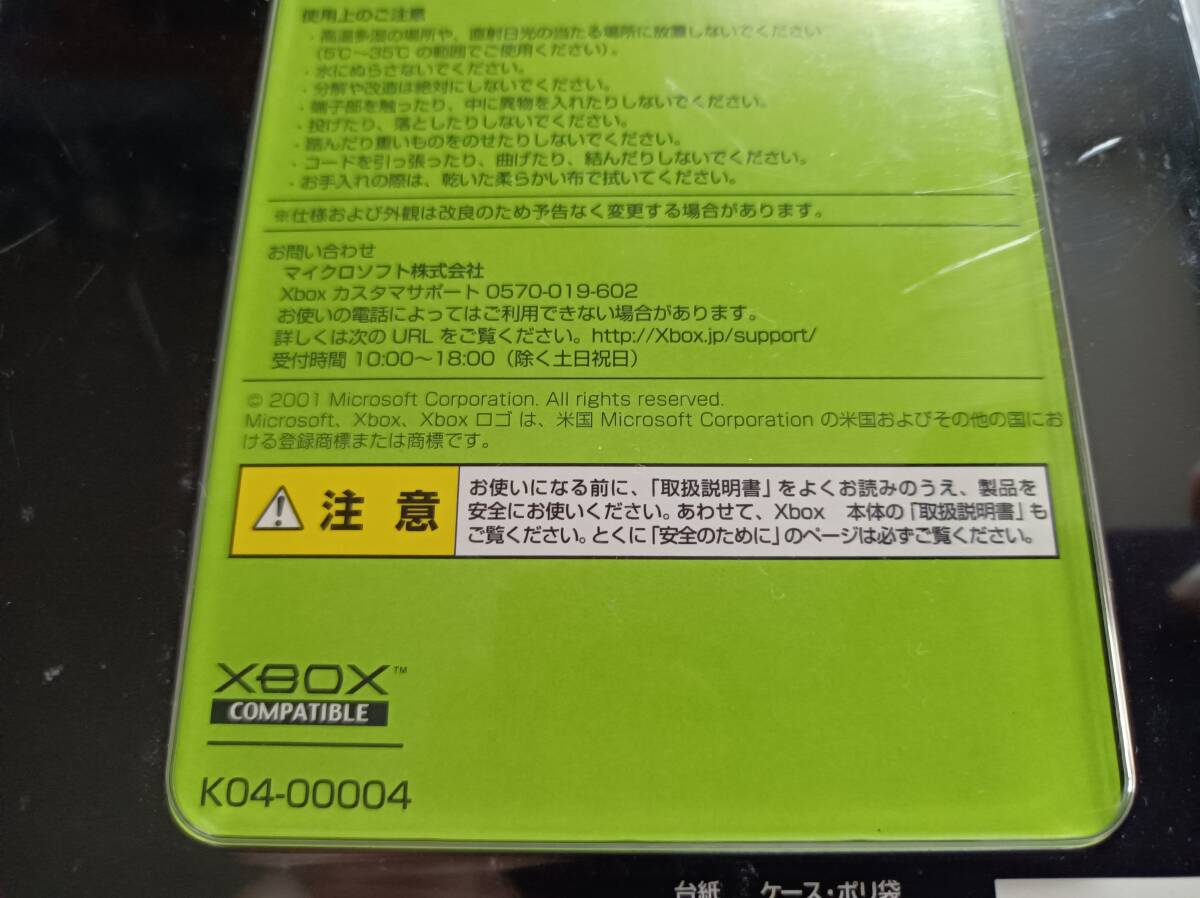 使用上のご注意
・高温多湿の場所や、直射日光の当たる場所に放置しないでください
(5℃〜35℃の範囲でご使用ください)。
・水にぬらさないでください。
・分解や改造は絶対にしないでください。
・端子部を触ったり、中に異物を入れたりしないでください。
・投げたり、落としたりしないでください。
・踏んだり重いものをのせたりしないでください。
・コードを引っ張ったり、曲げたり、結んだりしないでください。
・お手入れの際は、乾いた柔らかい布で拭いてください。
※仕様および外観は改良のため予告なく変更する場合があります。
お問い合わせ
マイクロソフト株式会社
Xbox カスタマサポート 0570-019-602
お使いの電話によってはご利用できない場合があります。
詳しくは次の URL をご覧ください。http://Xbox.jp/support/
受付時間 10:00〜18:00(除く土日祝日)
© 2001 Microsoft Corporation. All rights reserved.
Microsoft、Xbox、Xbox ロゴ は、米国 Microsoft Corporation の米国およびその他の国にお
ける登録商標または商標です。
注意
お使いになる前に、「取扱説明書」をよくお読みのうえ、製品を
安全にお使いください。あわせて、Xbox 本体の「取扱説明書」も
ご覧ください。とくに「安全のために」のページは必ずご覧ください。
XBOX™
COMPATIBLE
K04-00004
台紙 ケース・ポリ袋